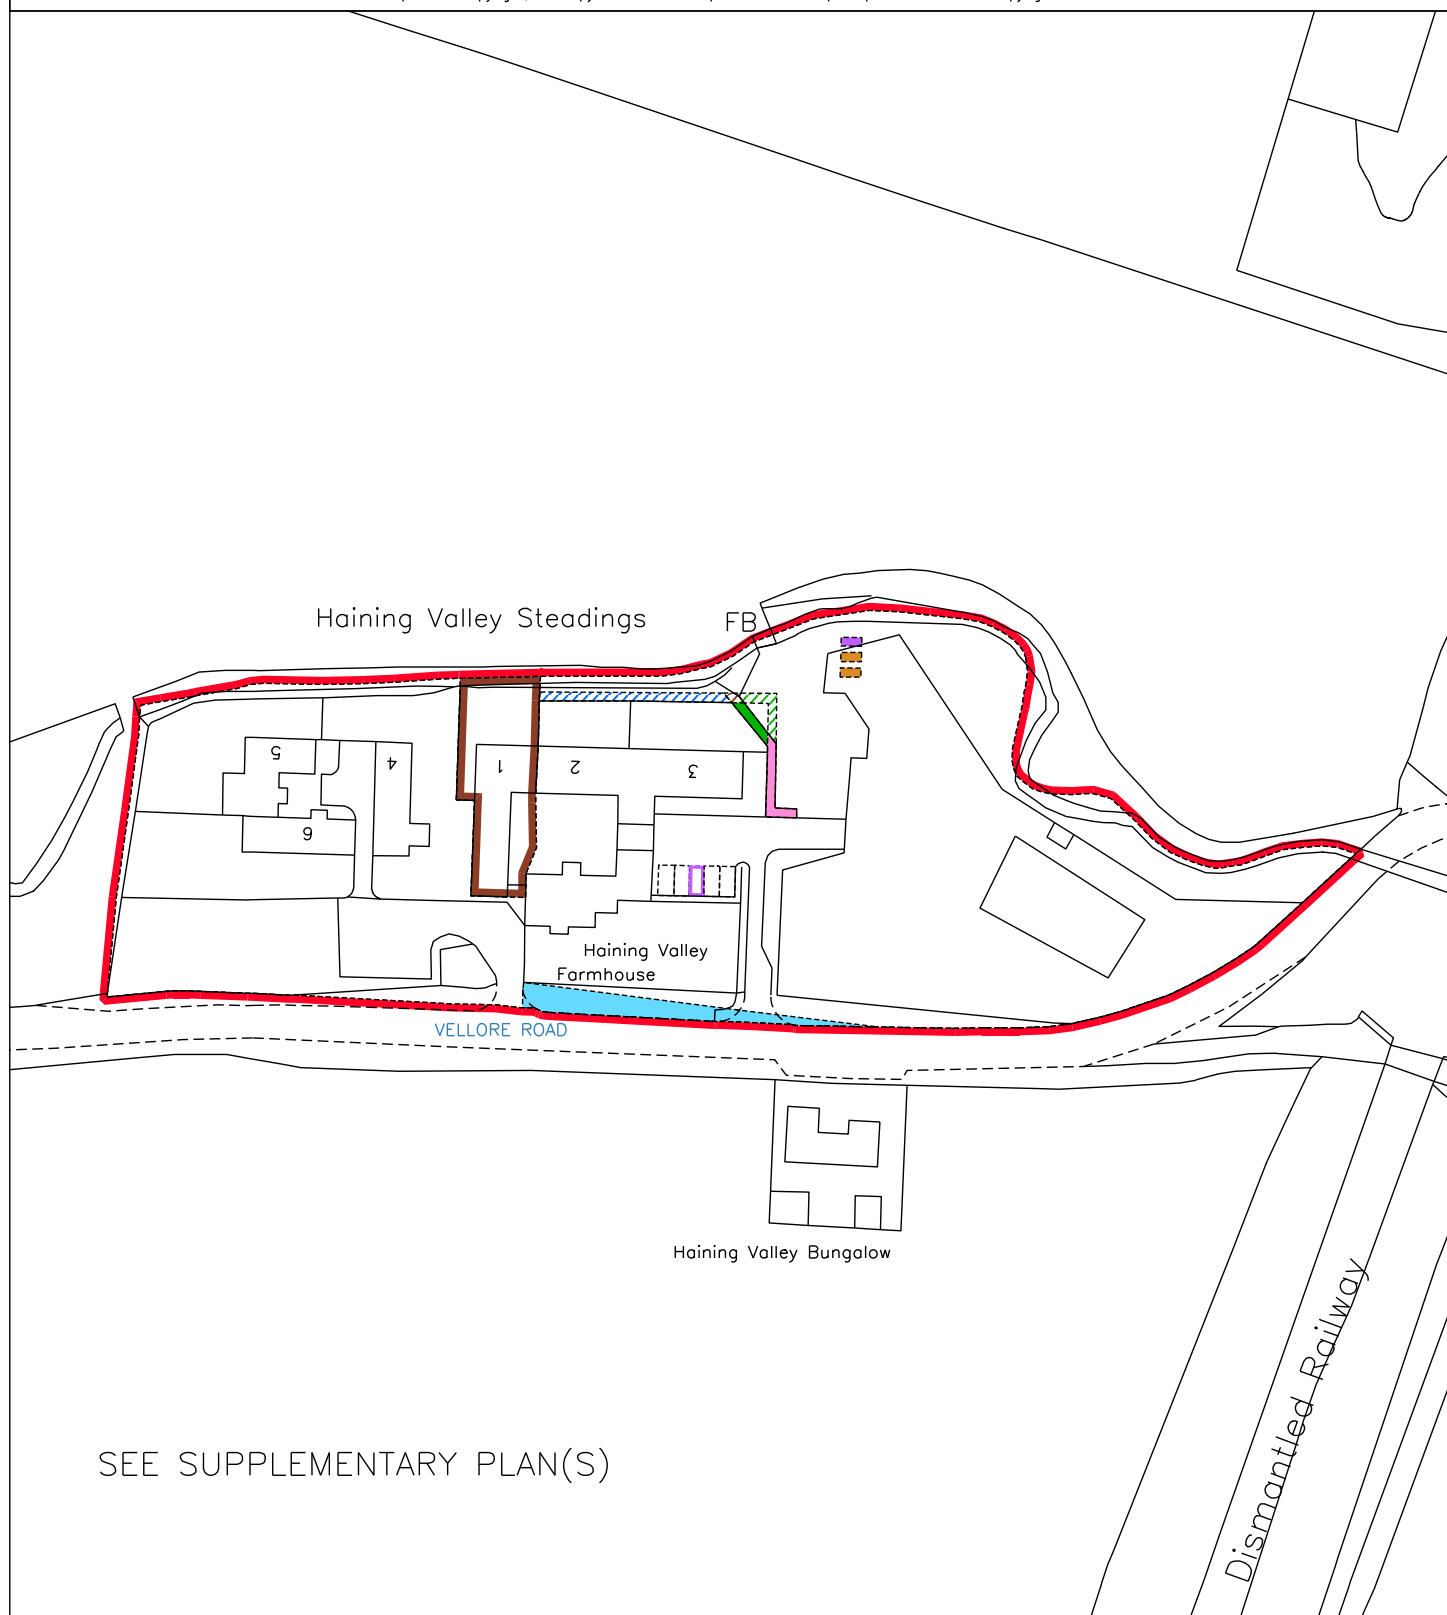 Haining Valley Steadings
FB
5
4
1
2
3
6
Haining Valley
Farmhouse
VELLORE ROAD
Haining Valley Bungalow
Dismantled Railway
SEE SUPPLEMENTARY PLAN(S)